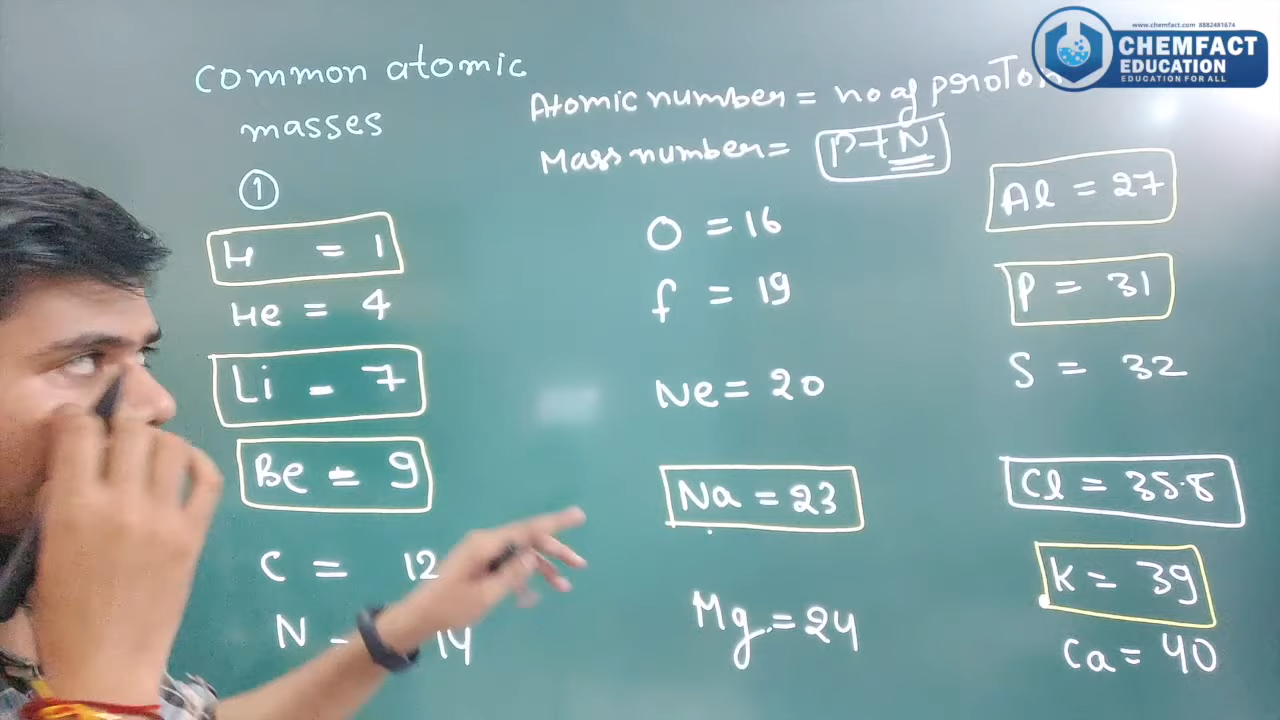 common atomic
masses
①
H = 1
He = 4
Li = 7
Be = 9
C = 12
N = 14
Atomic number = no of proton
Mass number = P+N
O = 16
f = 19
Ne = 20
Na = 23
Mg = 24
Al = 27
P = 31
S = 32
Cl = 35.5
K = 39
Ca = 40
www.chemfact.com 8882481674
CHEMFACT
EDUCATION
EDUCATION FOR ALL